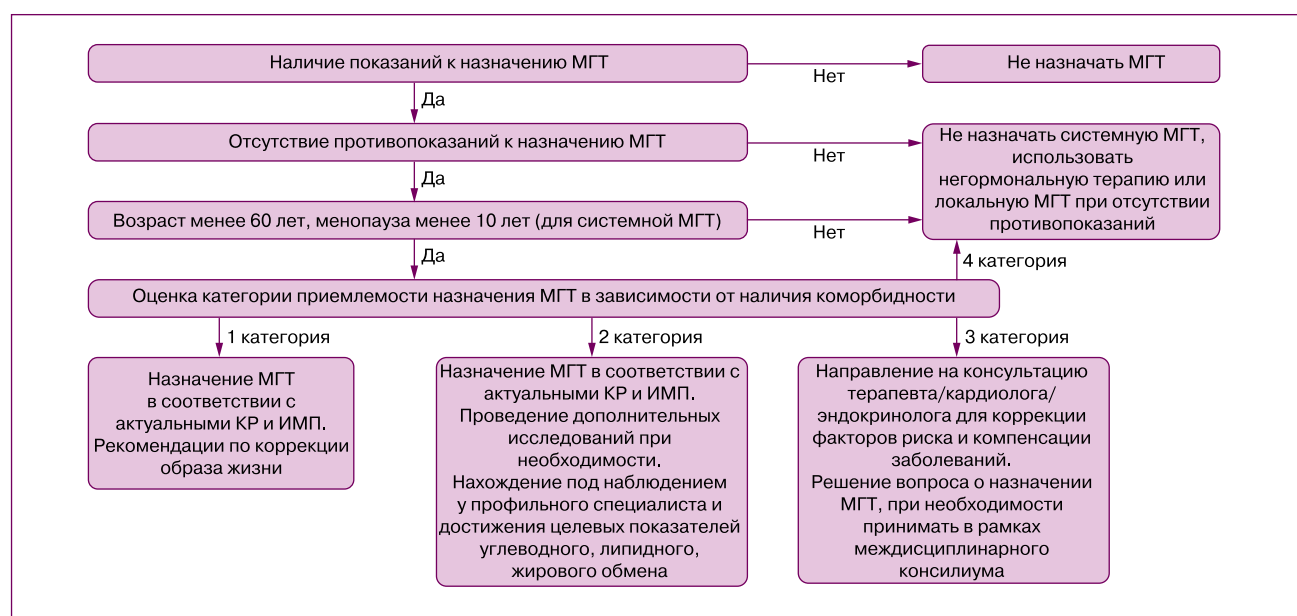 Наличие показаний к назначению МГТ
Нет
Не назначать МГТ
Да
Отсутствие противопоказаний к назначению МГТ
Нет
Не назначать системную МГТ,
использовать
негормональную терапию или
локальную МГТ при отсутствии
противопоказаний
Да
Возраст менее 60 лет, менопауза менее 10 лет (для системной МГТ)
Нет
Да
4 категория
Оценка категории приемлемости назначения МГТ в зависимости от наличия коморбидности
1 категория
2 категория
3 категория
Назначение МГТ
в соответствии с
актуальными КР и ИМП.
Рекомендации по коррекции
образа жизни
Назначение МГТ в соответствии с
актуальными КР и ИМП.
Проведение дополнительных
исследований при
необходимости.
Нахождение под наблюдением
у профильного специалиста и
достижения целевых показателей
углеводного, липидного,
жирового обмена
Направление на консультацию
терапевта/кардиолога/
эндокринолога для коррекции
факторов риска и компенсации
заболеваний.
Решение вопроса о назначении
МГТ, при необходимости
принимать в рамках
междисциплинарного
консилиума